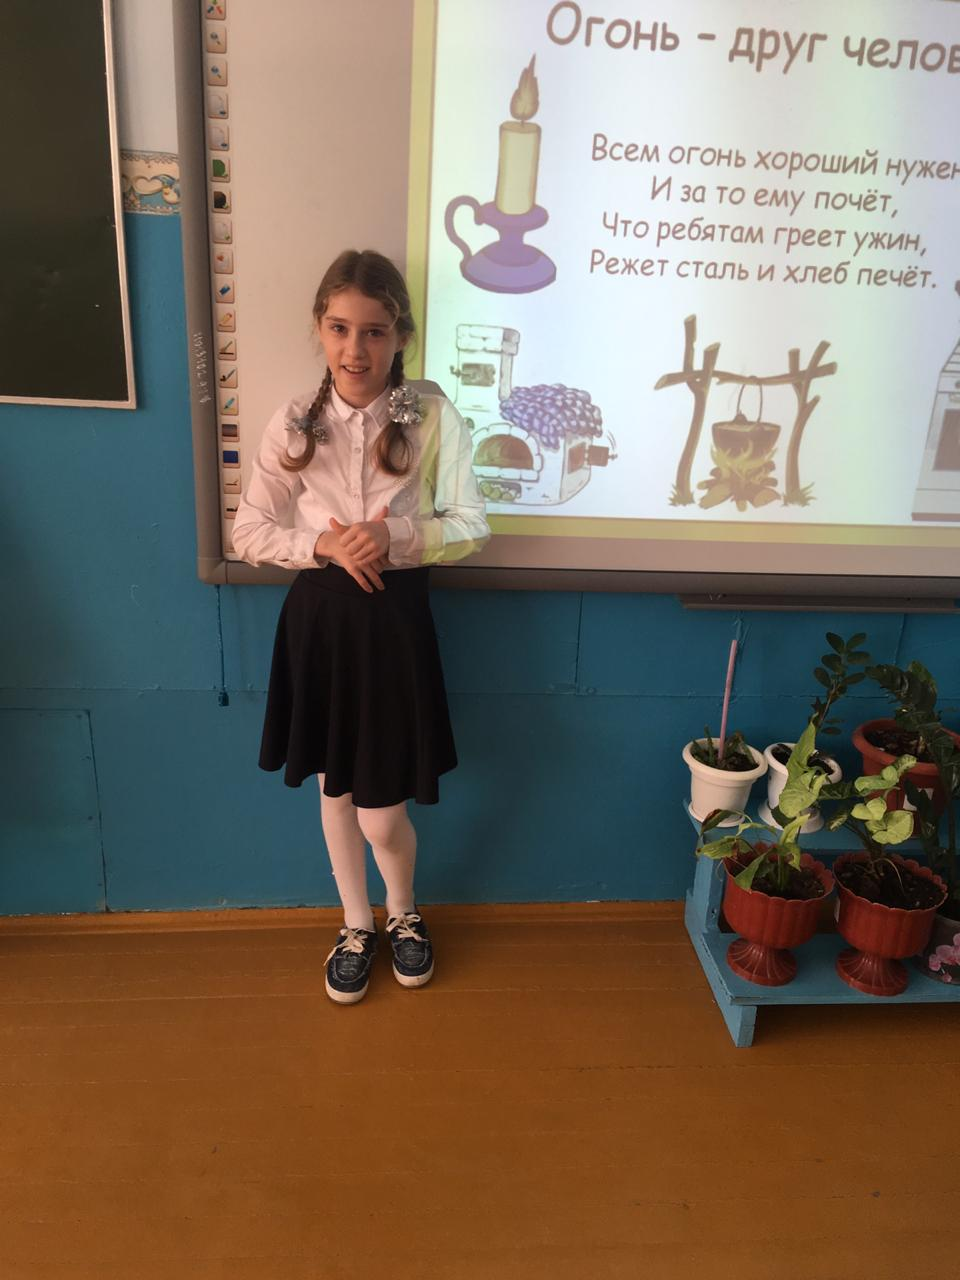 Огонь – друг челов
Всем огонь хороший нужен
И за то ему почёт,
Что ребятам греет ужин,
Режет сталь и хлеб печёт.